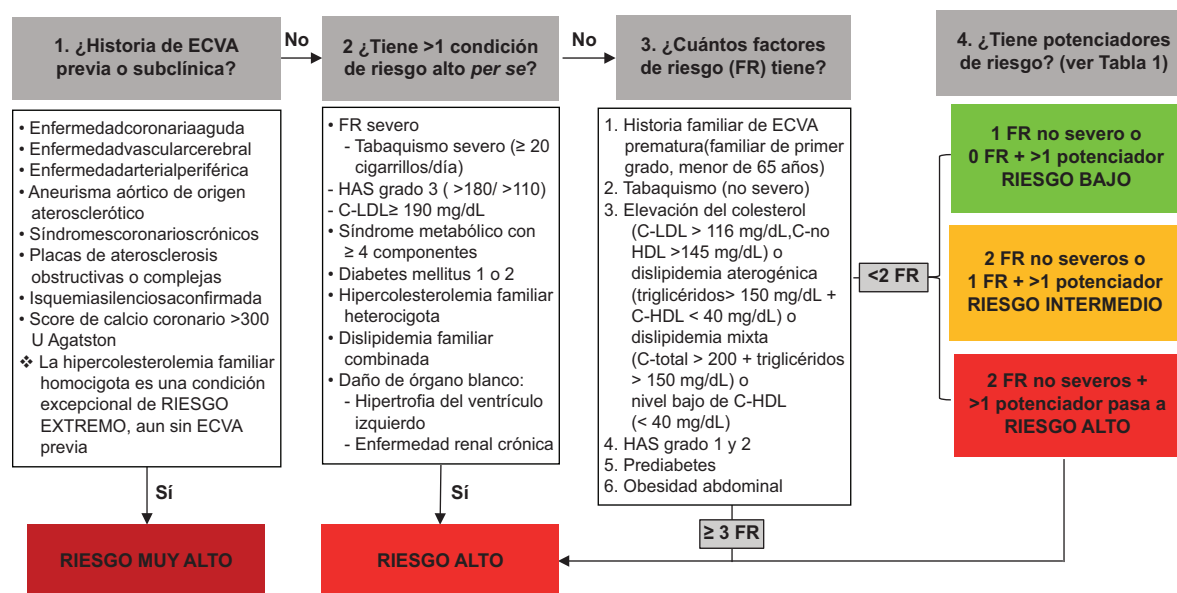 1. ¿Historia de ECVA
previa o subclínica?
No
2 ¿Tiene >1 condición
de riesgo alto per se?
No
3. ¿Cuántos factores
de riesgo (FR) tiene?
4. ¿Tiene potenciadores
de riesgo? (ver Tabla 1)
• Enfermedadcoronariaaguda
• Enfermedadvascularcerebral
• Enfermedadarterialperiférica
• Aneurisma aórtico de origen
aterosclerótico
• Síndromescoronarioscrónicos
• Placas de aterosclerosis
obstructivas o complejas
• Isquemiasilenciosaconfirmada
• Score de calcio coronario >300
U Agatston
❖ La hipercolesterolemia familiar
homocigota es una condición
excepcional de RIESGO
EXTREMO, aun sin ECVA
previa
Sí
RIESGO MUY ALTO
• FR severo
- Tabaquismo severo (≥ 20
cigarrillos/día)
- HAS grado 3 ( >180/ >110)
- C-LDL≥ 190 mg/dL
• Síndrome metabólico con
≥ 4 componentes
• Diabetes mellitus 1 o 2
• Hipercolesterolemia familiar
heterocigota
• Dislipidemia familiar
combinada
• Daño de órgano blanco:
- Hipertrofia del ventrículo
izquierdo
- Enfermedad renal crónica
Sí
RIESGO ALTO
1. Historia familiar de ECVA
prematura(familiar de primer
grado, menor de 65 años)
2. Tabaquismo (no severo)
3. Elevación del colesterol
(C-LDL > 116 mg/dL,C-no
HDL >145 mg/dL) o
dislipidemia aterogénica
(triglicéridos> 150 mg/dL +
C-HDL < 40 mg/dL) o
dislipidemia mixta
(C-total > 200 + triglicéridos
> 150 mg/dL) o
nivel bajo de C-HDL
(< 40 mg/dL)
4. HAS grado 1 y 2
5. Prediabetes
6. Obesidad abdominal
≥ 3 FR
<2 FR
1 FR no severo o
0 FR + >1 potenciador
RIESGO BAJO
2 FR no severos o
1 FR + >1 potenciador
RIESGO INTERMEDIO
2 FR no severos +
>1 potenciador pasa a
RIESGO ALTO